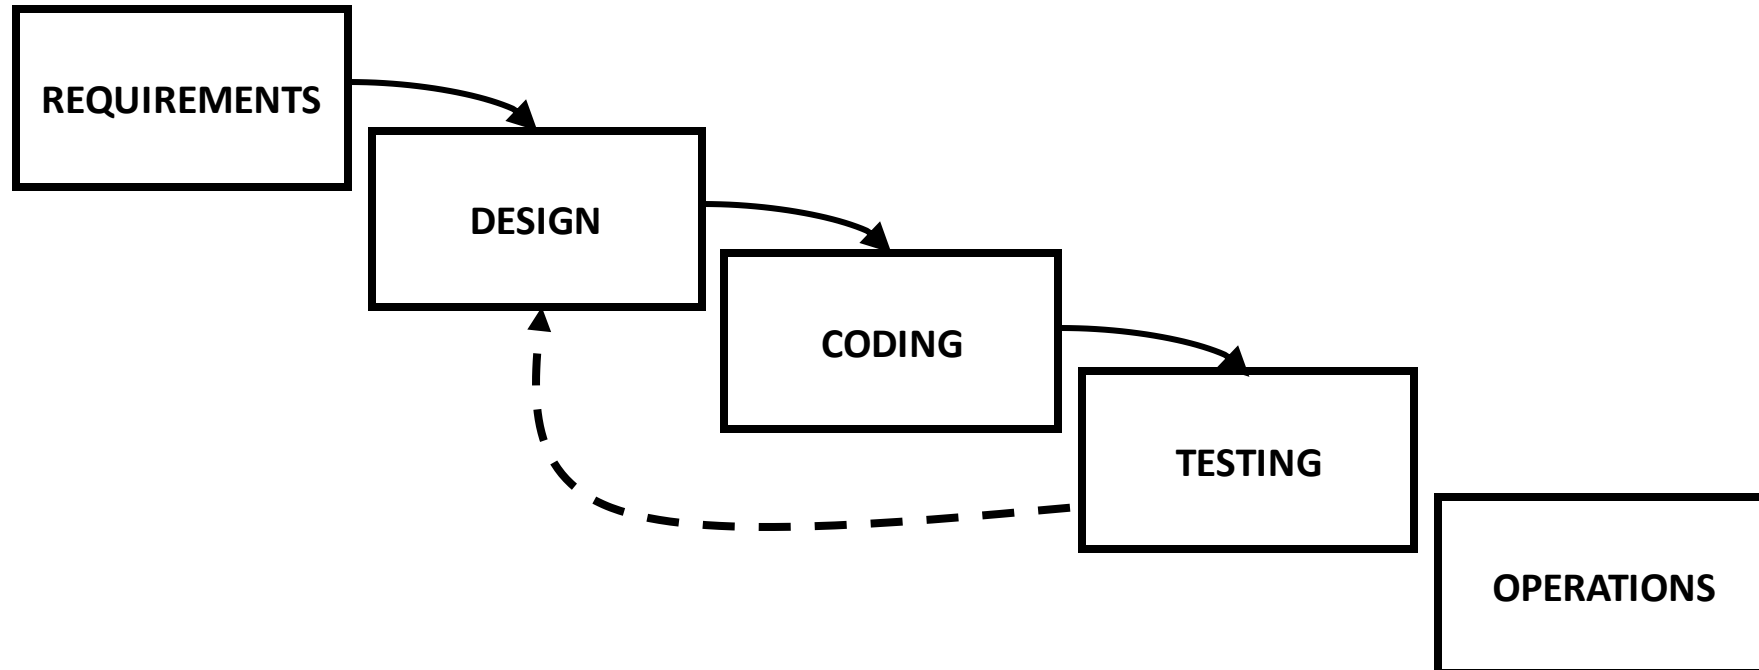 REQUIREMENTS
DESIGN
CODING
TESTING
OPERATIONS